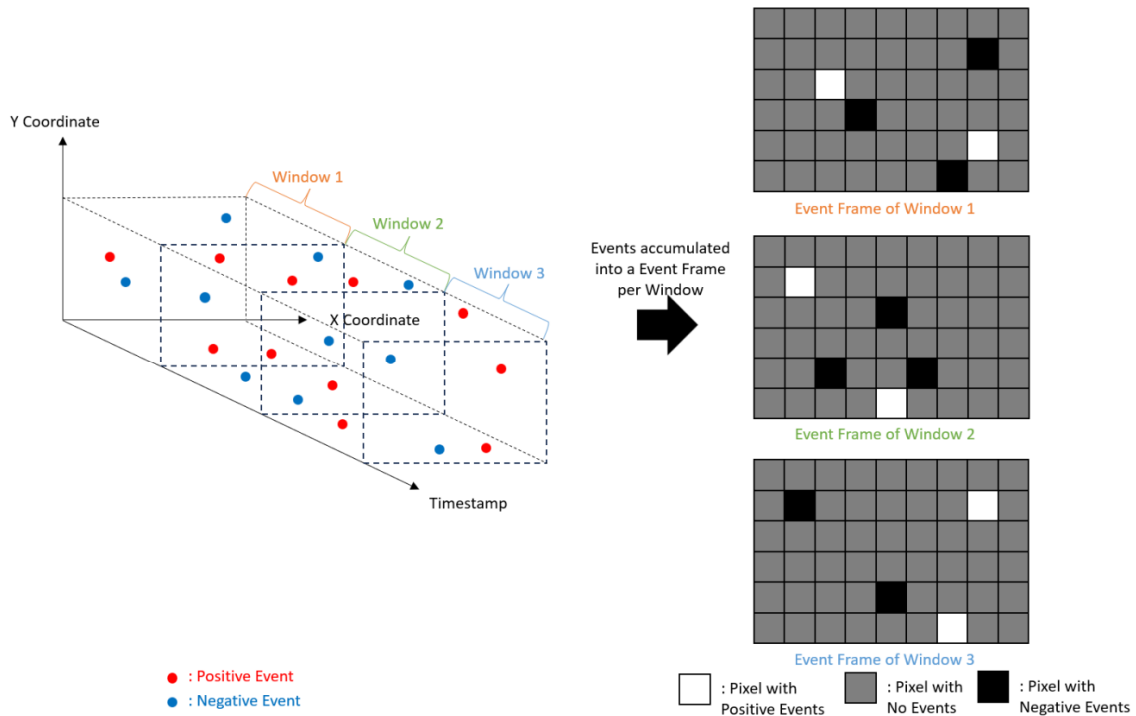 Y Coordinate
Window 1
Window 2
Window 3
X Coordinate
Timestamp
: Positive Event
: Negative Event
Events accumulated
into a Event Frame
per Window
Event Frame of Window 1
Event Frame of Window 2
Event Frame of Window 3
: Pixel with
Positive Events
: Pixel with
No Events
: Pixel with
Negative Events